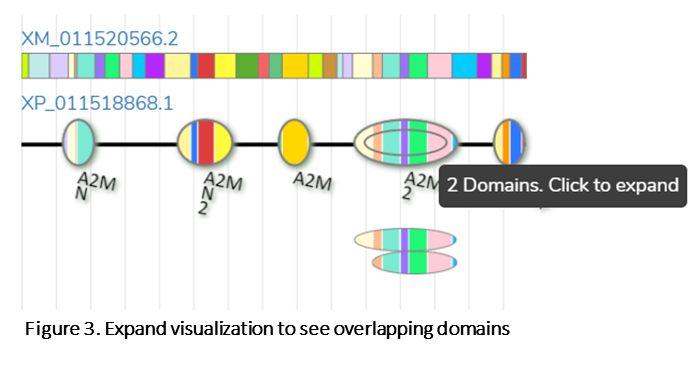 XM_011520566.2
XP_011518868.1
A2M
N
A2M
N
2
A2M
A2M
2
2 Domains. Click to expand
Figure 3. Expand visualization to see overlapping domains